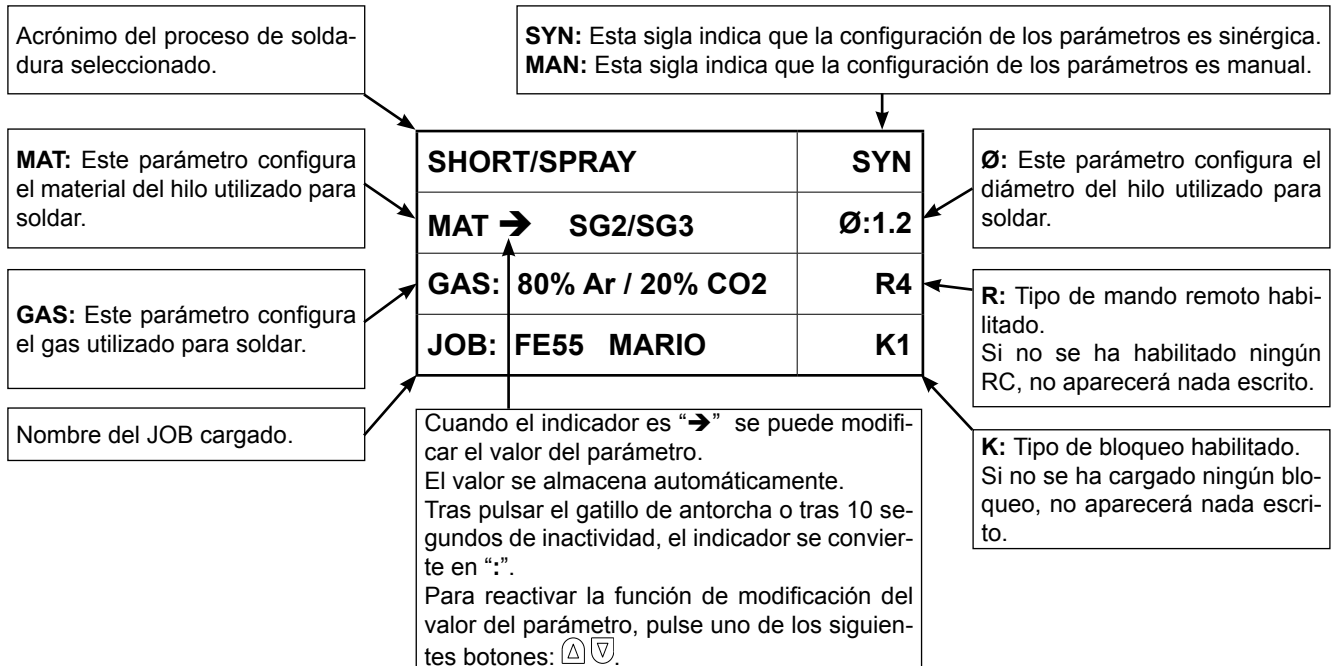 Acrónimo del proceso de solda-
dura seleccionado.
SYN: Esta sigla indica que la configuración de los parámetros es sinérgica.
MAN: Esta sigla indica que la configuración de los parámetros es manual.
MAT: Este parámetro configura
el material del hilo utilizado para
soldar.
GAS: Este parámetro configura
el gas utilizado para soldar.
Nombre del JOB cargado.
SHORT/SPRAY SYN
MAT ➔ SG2/SG3 Ø:1.2
GAS: 80% Ar / 20% CO2 R4
JOB: FE55 MARIO K1
Ø: Este parámetro configura el
diámetro del hilo utilizado para
soldar.
R: Tipo de mando remoto habi-
litado.
Si no se ha habilitado ningún
RC, no aparecerá nada escrito.
K: Tipo de bloqueo habilitado.
Si no se ha cargado ningún blo-
queo, no aparecerá nada escri-
to.
Cuando el indicador es “➔” se puede modifi-
car el valor del parámetro.
El valor se almacena automáticamente.
Tras pulsar el gatillo de antorcha o tras 10 se-
gundos de inactividad, el indicador se convier-
te en “:”.
Para reactivar la función de modificación del
valor del parámetro, pulse uno de los siguien-
tes botones: .